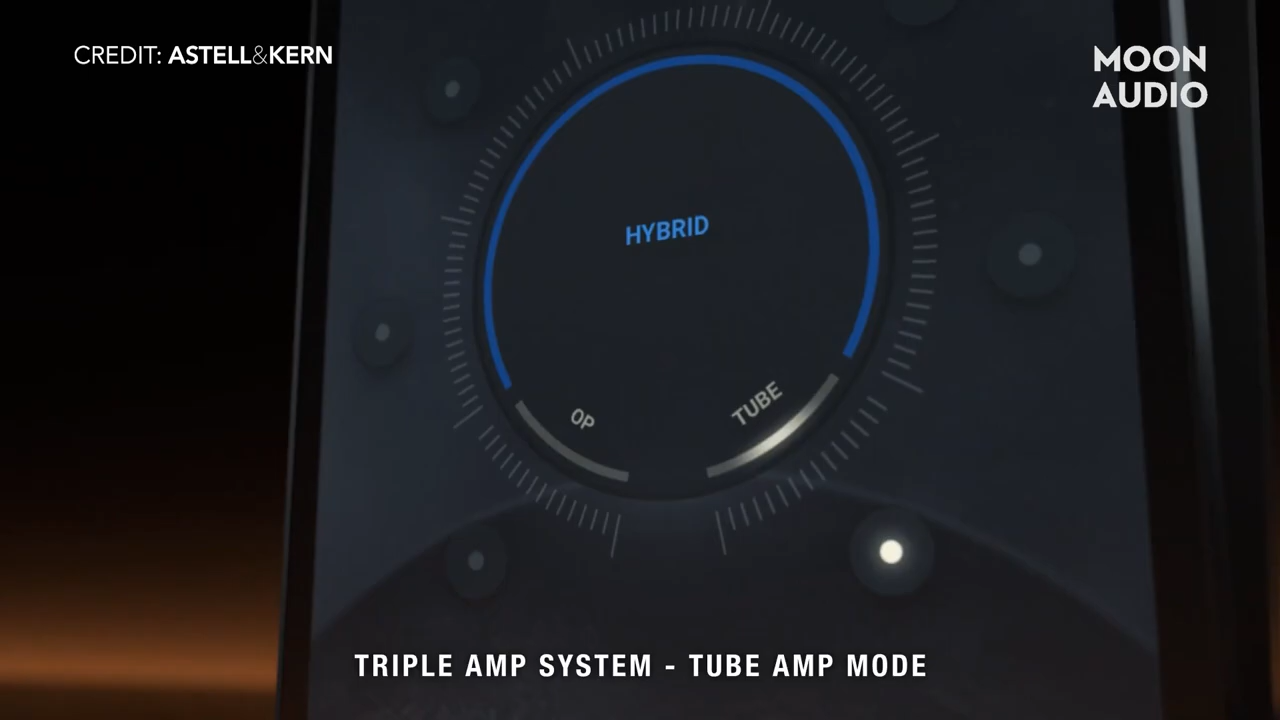 CREDIT: ASTELL&KERN
MOON
AUDIO
HYBRID
OP
TUBE
TRIPLE AMP SYSTEM - TUBE AMP MODE